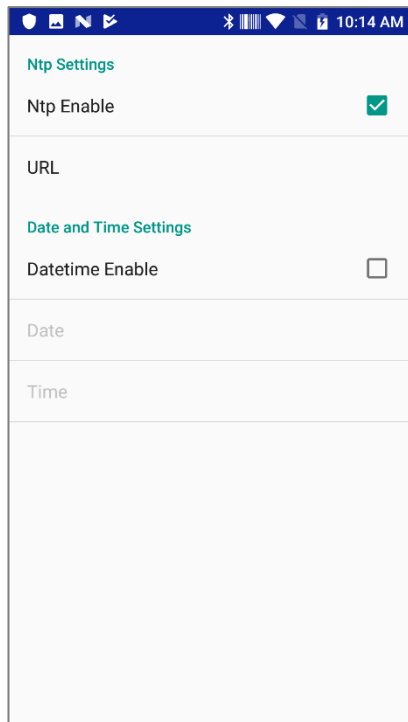 10:14 AM
Ntp Settings
Ntp Enable
URL
Date and Time Settings
Datetime Enable
Date
Time